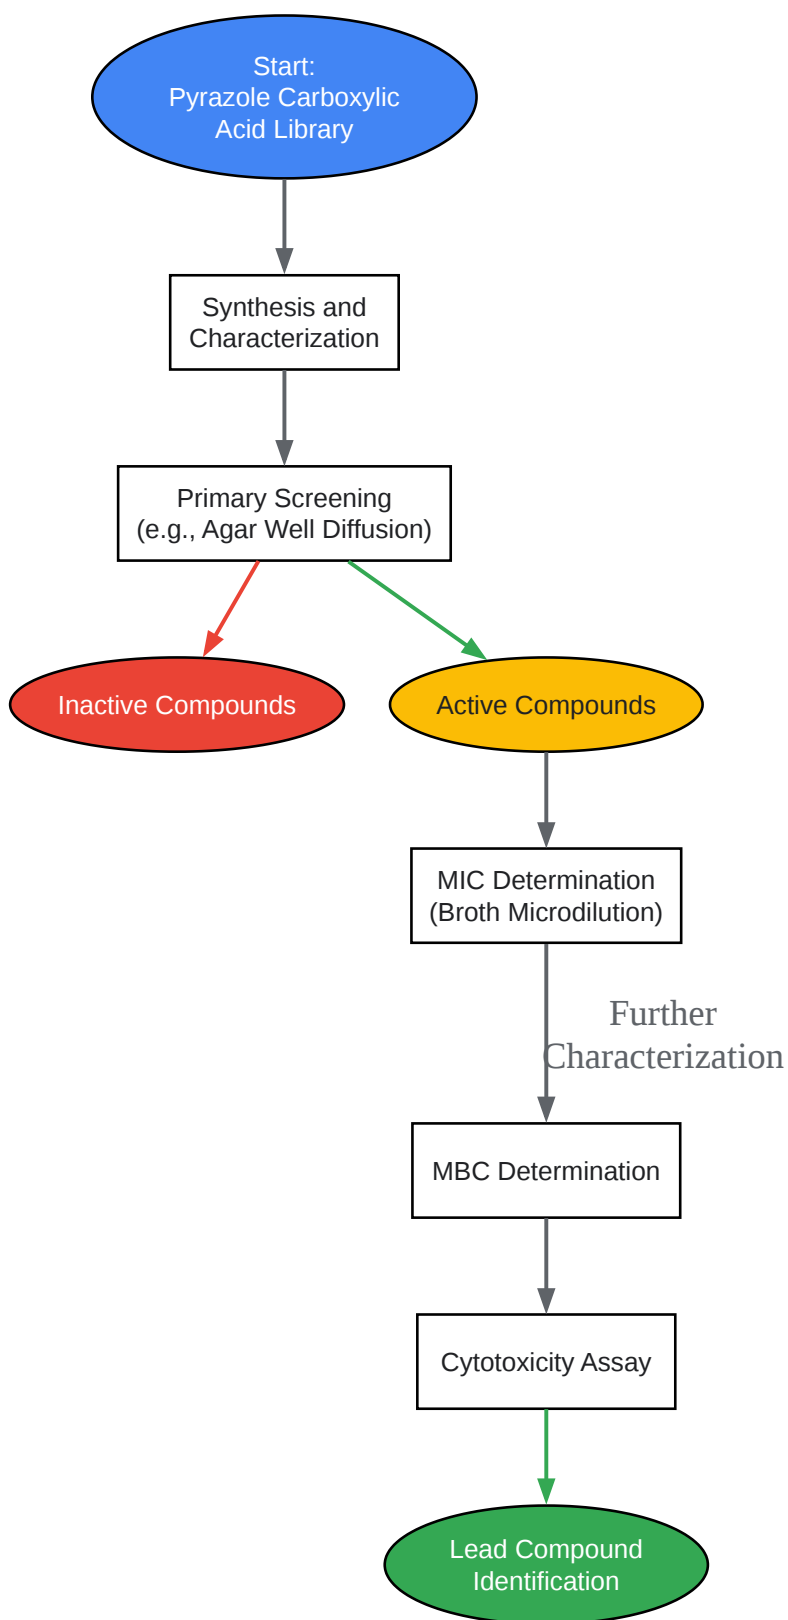 Start:
Pyrazole Carboxylic
Acid Library
Synthesis and
Characterization
Primary Screening
(e.g., Agar Well Diffusion)
Inactive Compounds
Active Compounds
MIC Determination
(Broth Microdilution)
Further
Characterization
MBC Determination
Cytotoxicity Assay
Lead Compound
Identification